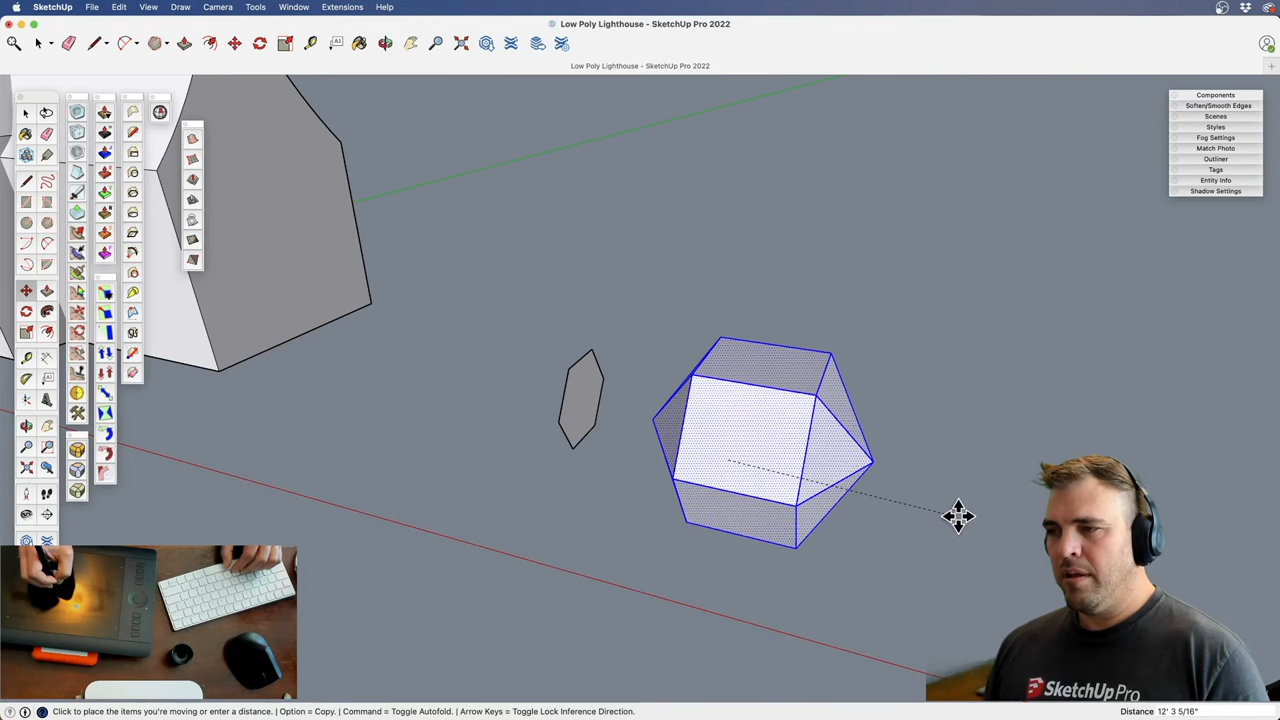 SketchUp File Edit View Draw Camera Tools Window Extensions Help
Low Poly Lighthouse - SketchUp Pro 2022
Low Poly Lighthouse - SketchUp Pro 2022
Components
Soften/Smooth Edges
Scenes
Styles
Fog Settings
Match Photo
Outliner
Tags
Entity Info
Shadow Settings
SketchUp Pro
Click to place the items you're moving or enter a distance. | Option = Copy. | Command = Toggle Autofold. | Arrow Keys = Toggle Lock Inference Direction.
Distance 12' 3 5/16"